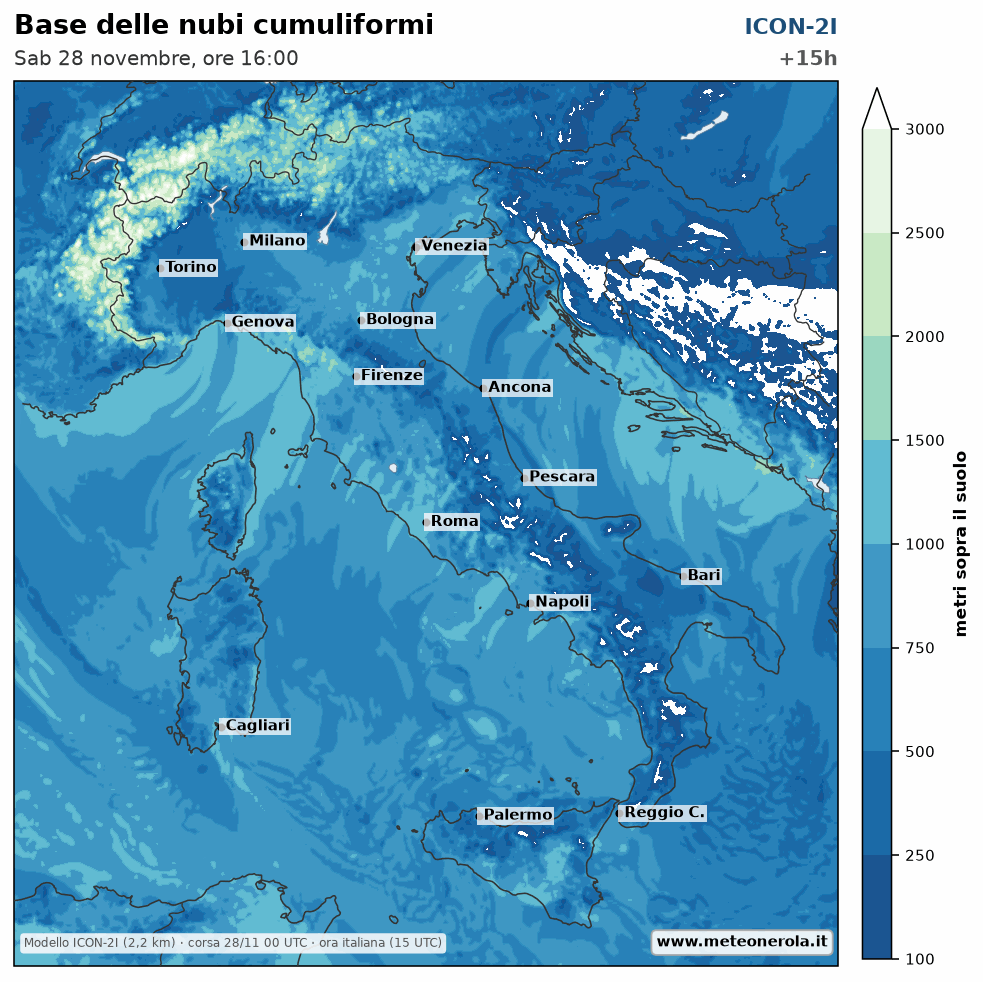 Base delle nubi cumuliformi
ICON-2I
Sab 28 novembre, ore 16:00
+15h
Milano
Venezia
Torino
Genova
Bologna
Firenze
Ancona
Pescara
Roma
Bari
Napoli
Cagliari
Palermo
Reggio C.
3000
2500
2000
1500
1000
750
500
250
100
metri sopra il suolo
Modello ICON-2I (2,2 km) · corsa 28/11 00 UTC · ora italiana (15 UTC)
www.meteonerola.it